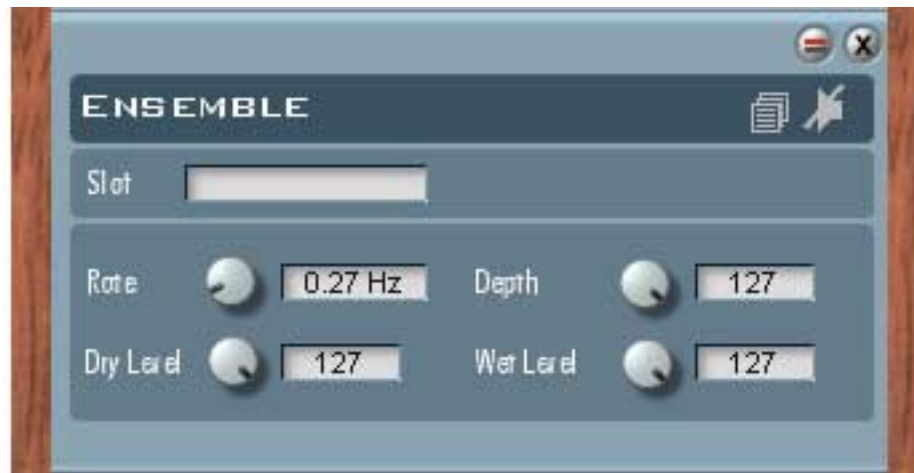 X
ENSEMBLE
Slot
Rate 0.27 Hz Depth 127
Dry Level 127 Wet Level 127